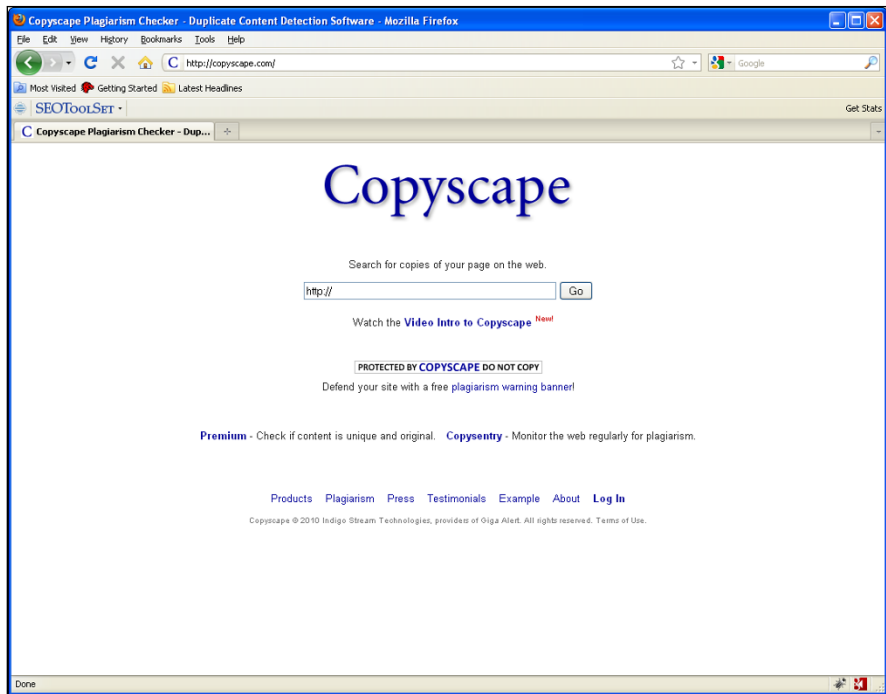 Copyscape Plagiarism Checker - Duplicate Content Detection Software - Mozilla Firefox
File Edit View History Bookmarks Tools Help
C http://copyscape.com/ Google
Most Visited Getting Started Latest Headlines
SEOToolSet Get Stats
C Copyscape Plagiarism Checker - Dup...
Copyscape
Search for copies of your page on the web.
http:// Go
Watch the Video Intro to Copyscape New!
PROTECTED BY COPYSCAPE DO NOT COPY
Defend your site with a free plagiarism warning banner!
Premium - Check if content is unique and original. Copysentry - Monitor the web regularly for plagiarism.
Products Plagiarism Press Testimonials Example About Log In
Copyscape © 2010 Indigo Stream Technologies, providers of Giga Alert. All rights reserved. Terms of Use.
Done